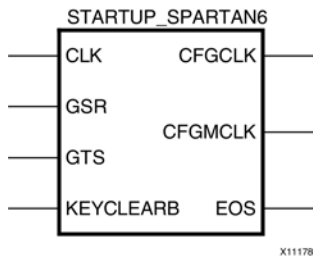 STARTUP_SPARTAN6
CLK CFGCLK
GSR
CFGMCLK
GTS
KEYCLEARB EOS
X11178